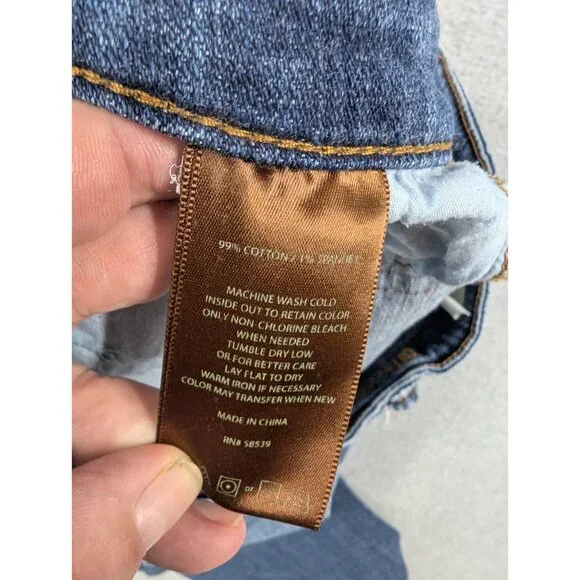 99% COTTON / 1% SPANDEX
MACHINE WASH COLD
INSIDE OUT TO RETAIN COLOR
ONLY NON-CHLORINE BLEACH
WHEN NEEDED
TUMBLE DRY LOW
OR FOR BETTER CARE
LAY FLAT TO DRY
WARM IRON IF NECESSARY
COLOR MAY TRANSFER WHEN NEW
MADE IN CHINA
RN# 58539
or